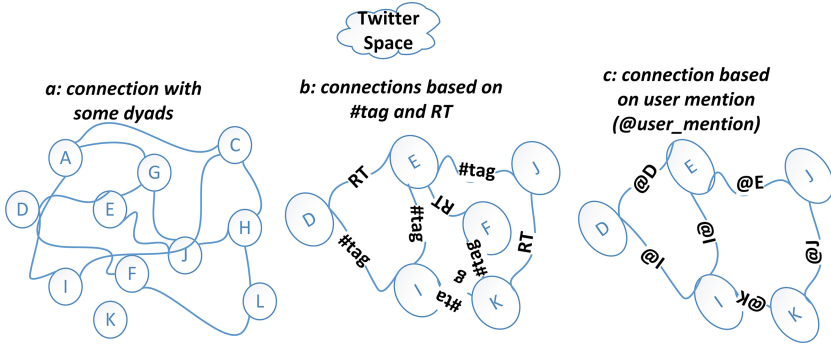 Twitter
Space
a: connection with
some dyads
A
C
G
D
E
H
J
I
F
L
K
b: connections based on
#tag and RT
E
J
RT
#tag
RT
D
#tag
F
#tag
#tag
RT
I
#ta
g
K
c: connection based
on user mention
(@user_mention)
E
J
@D
@E
D
@I
@I
@J
I
@K
K